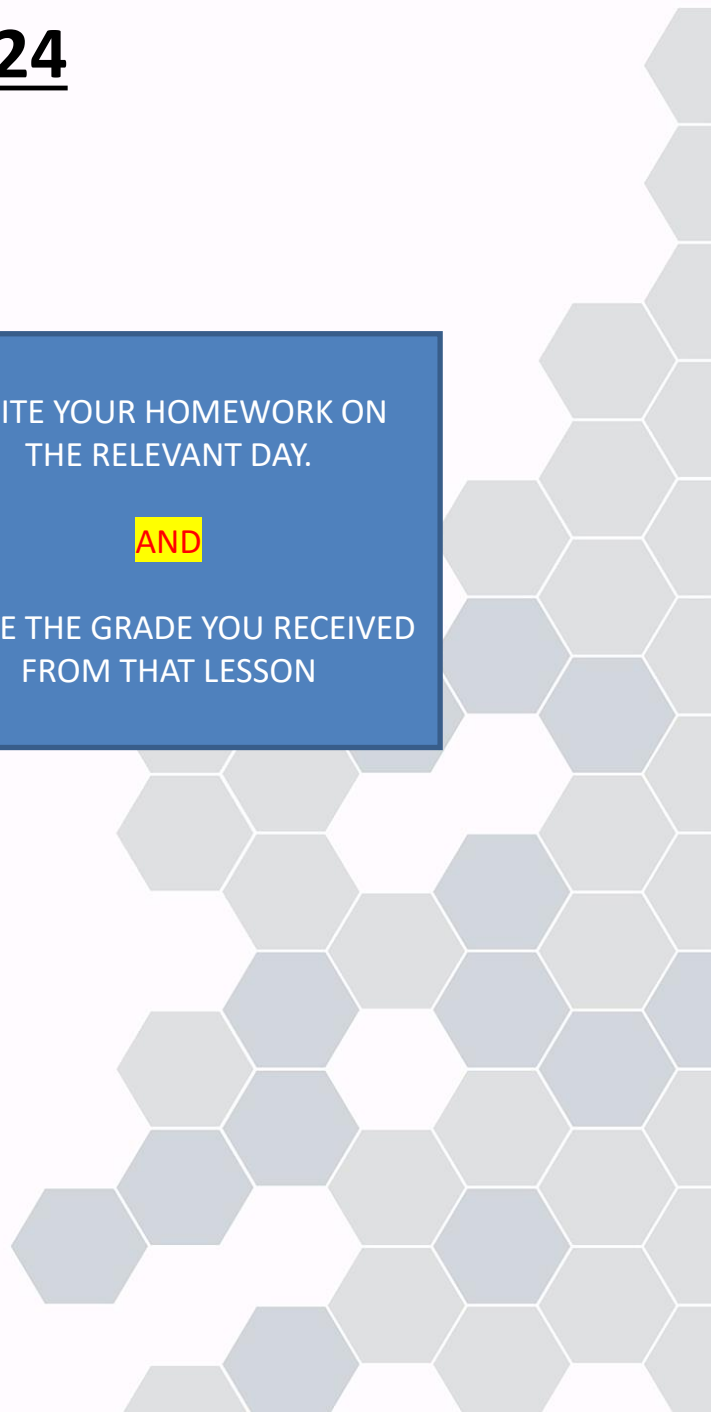 24
ITE YOUR HOMEWORK ON
THE RELEVANT DAY.
AND
E THE GRADE YOU RECEIVED
FROM THAT LESSON